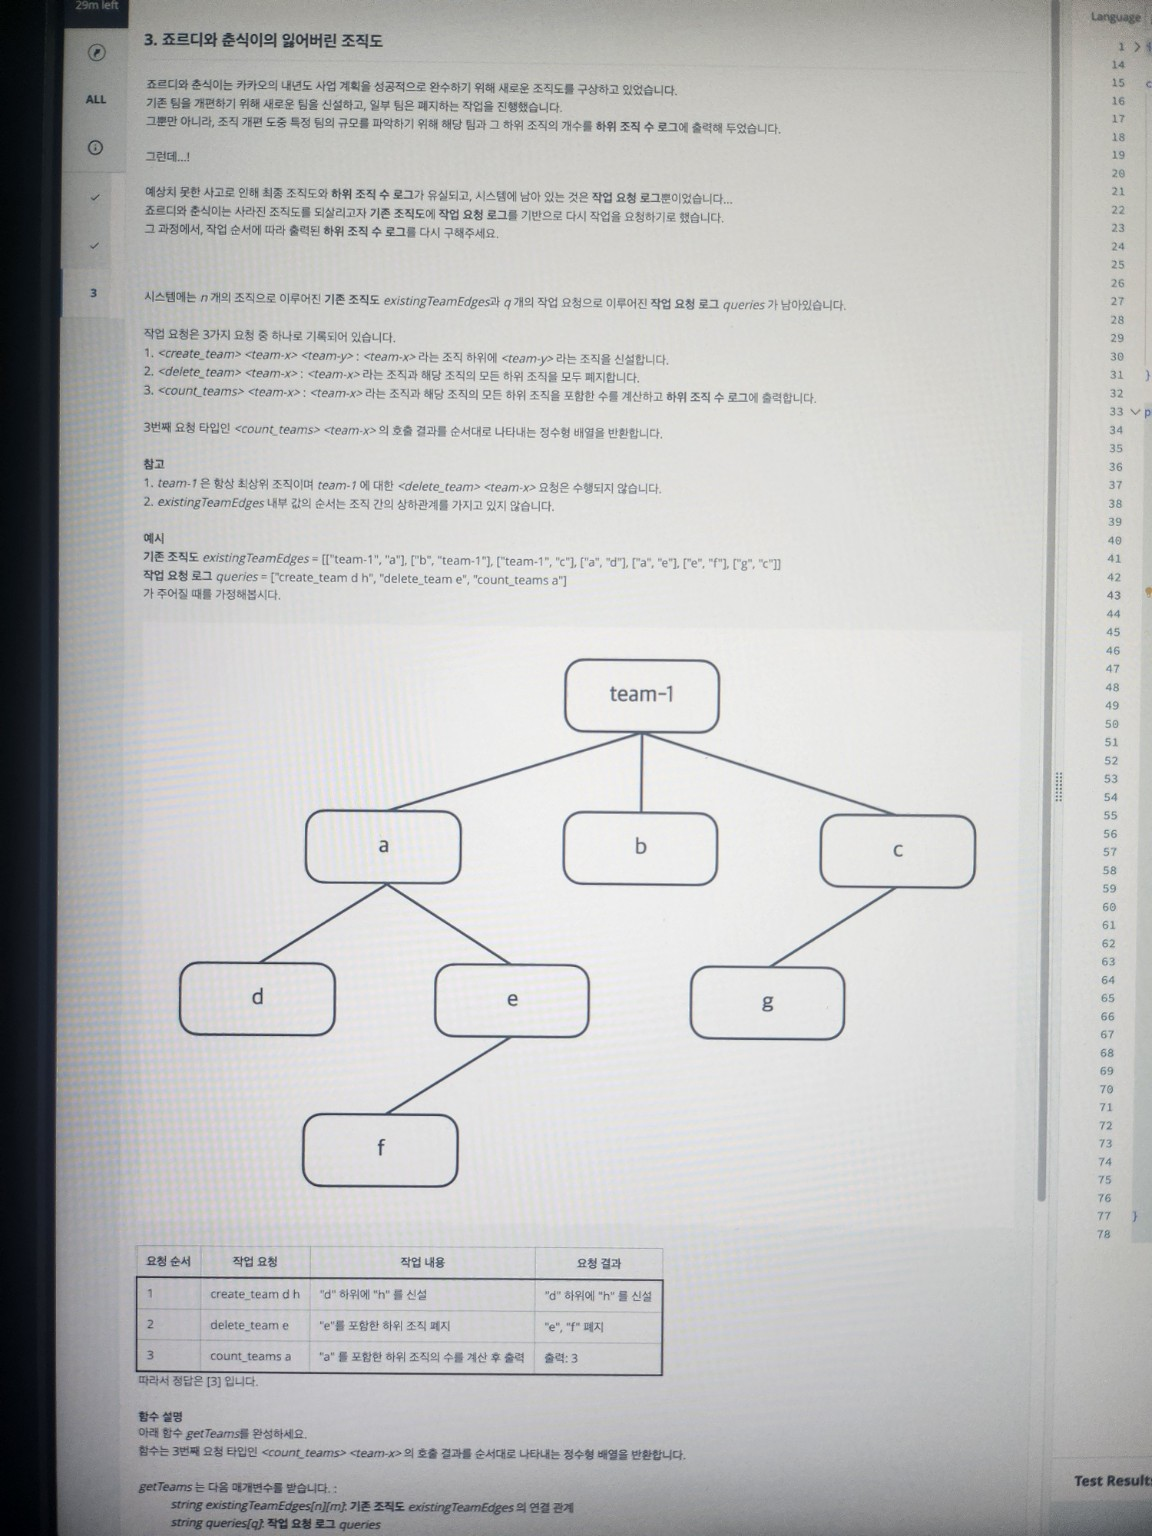 29m left
3. 죠르디와 춘식이의 잃어버린 조직도
죠르디와 춘식이는 카카오의 내년도 사업 계획을 성공적으로 완수하기 위해 새로운 조직도를 구상하고 있었습니다.
기존 팀을 개편하기 위해 새로운 팀을 신설하고, 일부 팀은 폐지하는 작업을 진행했습니다.
그뿐만 아니라, 조직 개편 도중 특정 팀의 규모를 파악하기 위해 해당 팀과 그 하위 조직의 개수를 하위 조직 수 로그에 출력해 두었습니다.
ALL
그런데...!
예상치 못한 사고로 인해 최종 조직도와 하위 조직 수 로그가 유실되고, 시스템에 남아 있는 것은 작업 요청 로그뿐이었습니다...
죠르디와 춘식이는 사라진 조직도를 되살리고자 기존 조직도에 작업 요청 로그를 기반으로 다시 작업을 요청하기로 했습니다.
그 과정에서, 작업 순서에 따라 출력된 하위 조직 수 로그를 다시 구해주세요.
3
시스템에는 n 개의 조직으로 이루어진 기존 조직도 existingTeamEdges과 q 개의 작업 요청으로 이루어진 작업 요청 로그 queries 가 남아있습니다.
작업 요청은 3가지 요청 중 하나로 기록되어 있습니다.
1. <create_team> <team-x> <team-y> : <team-x> 라는 조직 하위에 <team-y> 라는 조직을 신설합니다.
2. <delete_team> <team-x> : <team-x> 라는 조직과 해당 조직의 모든 하위 조직을 모두 폐지합니다.
3. <count_teams> <team-x> : <team-x> 라는 조직과 해당 조직의 모든 하위 조직을 포함한 수를 계산하고 하위 조직 수 로그에 출력합니다.
3번째 요청 타입인 <count_teams> <team-x> 의 호출 결과를 순서대로 나타내는 정수형 배열을 반환합니다.
참고
1. team-1 은 항상 최상위 조직이며 team-1 에 대한 <delete_team> <team-x> 요청은 수행되지 않습니다.
2. existingTeamEdges 내부 값의 순서는 조직 간의 상하관계를 가지고 있지 않습니다.
예시
기존 조직도 existingTeamEdges = [["team-1", "a"], ["b", "team-1"], ["team-1", "c"], ["a", "d"], ["a", "e"], ["e", "f"], ["g", "c"]]
작업 요청 로그 queries = ["create_team d h", "delete_team e", "count_teams a"]
가 주어질 때를 가정해봅시다.
team-1
a
b
c
d
e
g
f
요청 순서 작업 요청 작업 내용 요청 결과
1 create_team d h "d" 하위에 "h" 를 신설 "d" 하위에 "h" 를 신설
2 delete_team e "e"를 포함한 하위 조직 폐지 "e", "f" 폐지
3 count_teams a "a" 를 포함한 하위 조직의 수를 계산 후 출력 출력: 3
따라서 정답은 [3] 입니다.
함수 설명
아래 함수 getTeams를 완성하세요.
함수는 3번째 요청 타입인 <count_teams> <team-x> 의 호출 결과를 순서대로 나타내는 정수형 배열을 반환합니다.
getTeams 는 다음 매개변수를 받습니다. :
string existingTeamEdges[n][m]: 기존 조직도 existingTeamEdges 의 연결 관계
string queries[q]: 작업 요청 로그 queries
Language
1
14
15
16
17
18
19
20
21
22
23
24
25
26
27
28
29
30
31 }
32
33 p
34
35
36
37
38
39
40
41
42
43
44
45
46
47
48
49
50
51
52
53
54
55
56
57
58
59
60
61
62
63
64
65
66
67
68
69
70
71
72
73
74
75
76
77 }
78
Test Results